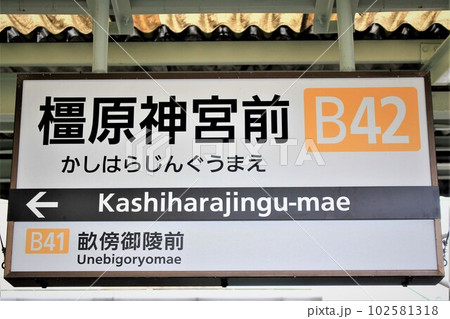 橿原神宮前 B42
かしはらじんぐうまえ
← Kashiharajingu-mae
B41 畝傍御陵前
Unebigoryomae
PIXTA
pixta.jp - 102581318